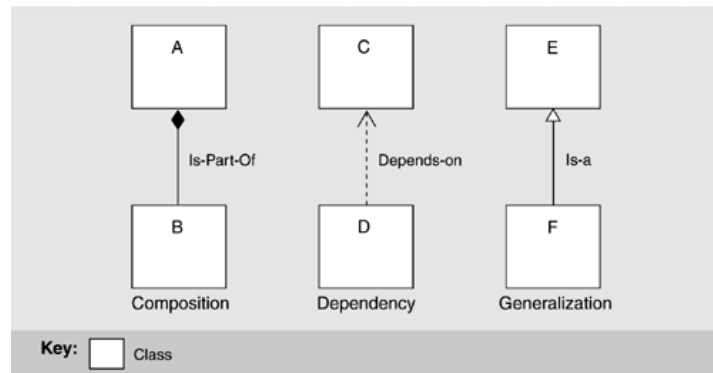 A C E
Is-Part-Of Depends-on Is-a
B D F
Composition Dependency Generalization
Key: Class